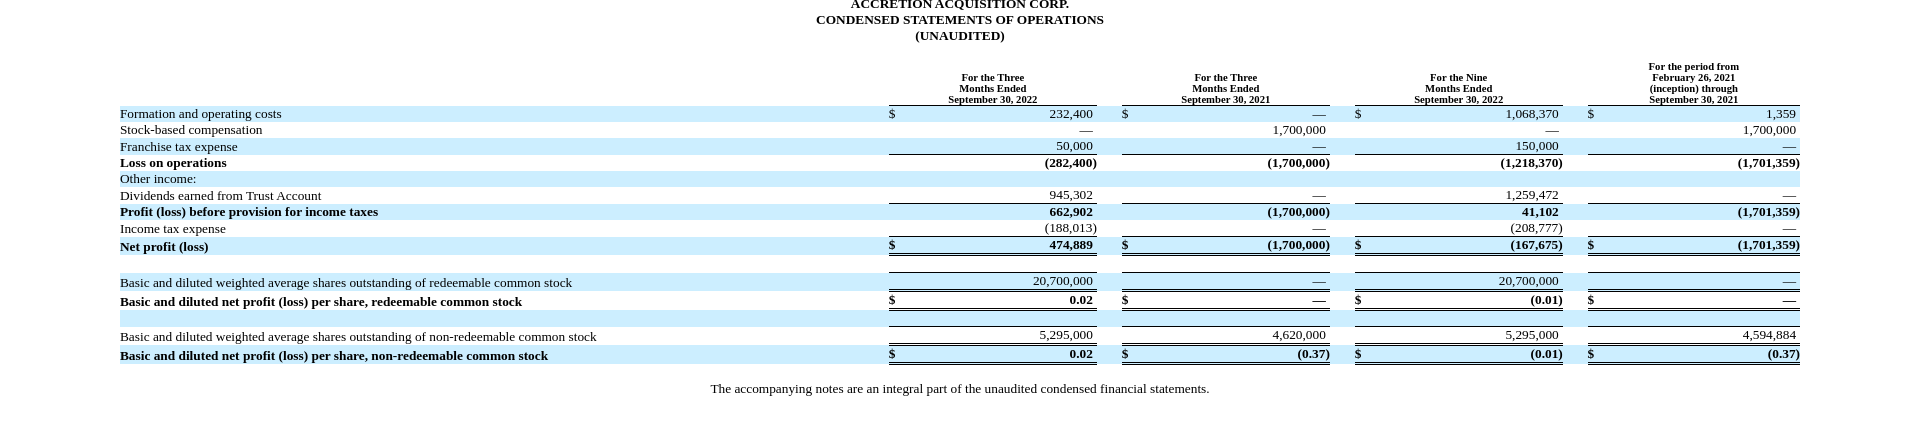 ACCRETION ACQUISITION CORP.
CONDENSED STATEMENTS OF OPERATIONS
(UNAUDITED)
For the Three Months Ended September 30, 2022 For the Three Months Ended September 30, 2021 For the Nine Months Ended September 30, 2022 For the period from February 26, 2021 (inception) through September 30, 2021
Formation and operating costs $ 232,400 $ — $ 1,068,370 $ 1,359
Stock-based compensation — 1,700,000 — 1,700,000
Franchise tax expense 50,000 — 150,000 —
Loss on operations (282,400) (1,700,000) (1,218,370) (1,701,359)
Other income:
Dividends earned from Trust Account 945,302 — 1,259,472 —
Profit (loss) before provision for income taxes 662,902 (1,700,000) 41,102 (1,701,359)
Income tax expense (188,013) — (208,777) —
Net profit (loss) $ 474,889 $ (1,700,000) $ (167,675) $ (1,701,359)
Basic and diluted weighted average shares outstanding of redeemable common stock 20,700,000 — 20,700,000 —
Basic and diluted net profit (loss) per share, redeemable common stock $ 0.02 $ — $ (0.01) $ —
Basic and diluted weighted average shares outstanding of non-redeemable common stock 5,295,000 4,620,000 5,295,000 4,594,884
Basic and diluted net profit (loss) per share, non-redeemable common stock $ 0.02 $ (0.37) $ (0.01) $ (0.37)
The accompanying notes are an integral part of the unaudited condensed financial statements.